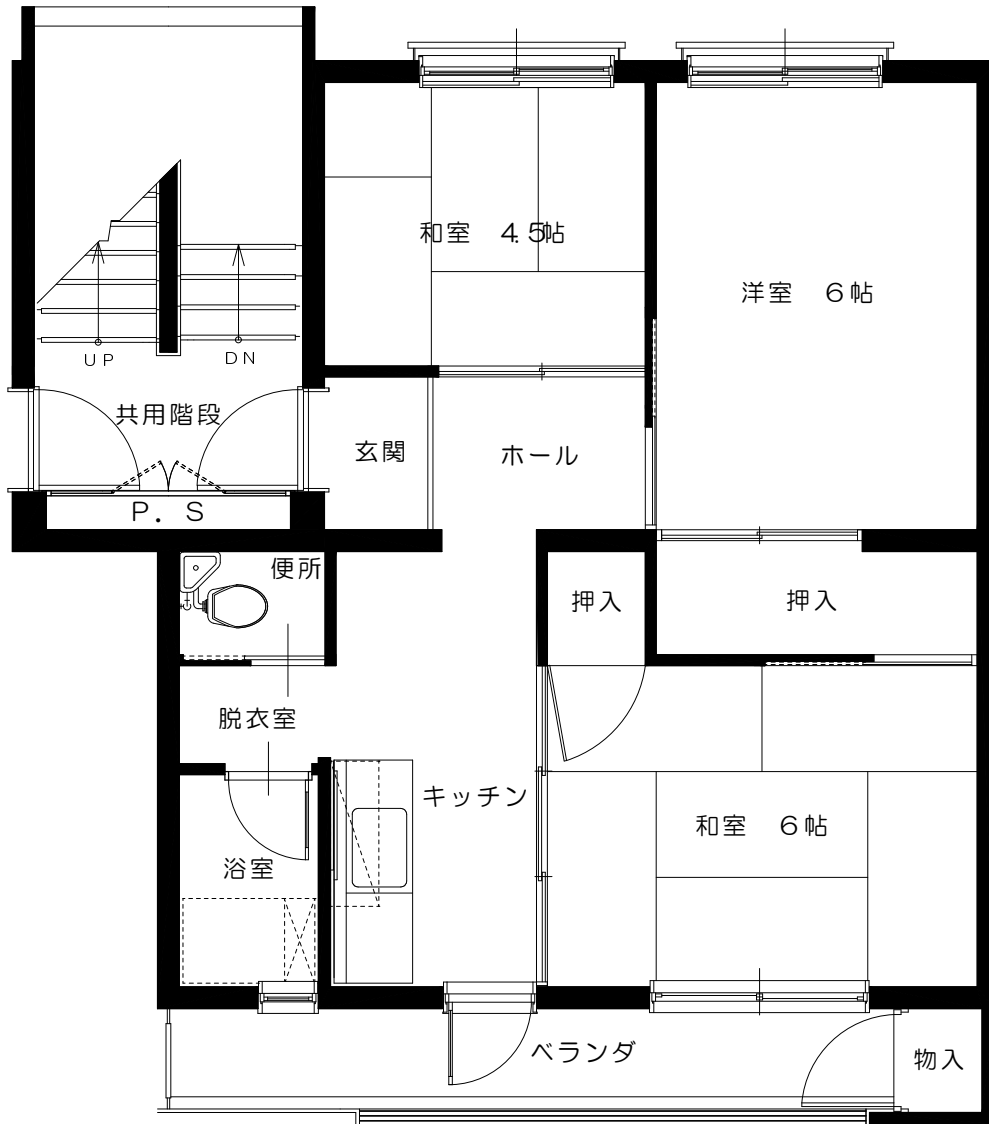 和室 4.5帖
洋室 6帖
UP
DN
共用階段
玄関
ホール
P.S
便所
押入
押入
脱衣室
キッチン
和室 6帖
浴室
ベランダ
物入